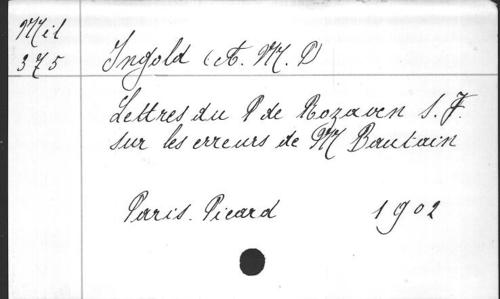 Mil
375
Ingold (A. M. P)
Lettres du P de Rozaven S. J.
sur les erreurs de M Bautain
Paris. Picard 1902